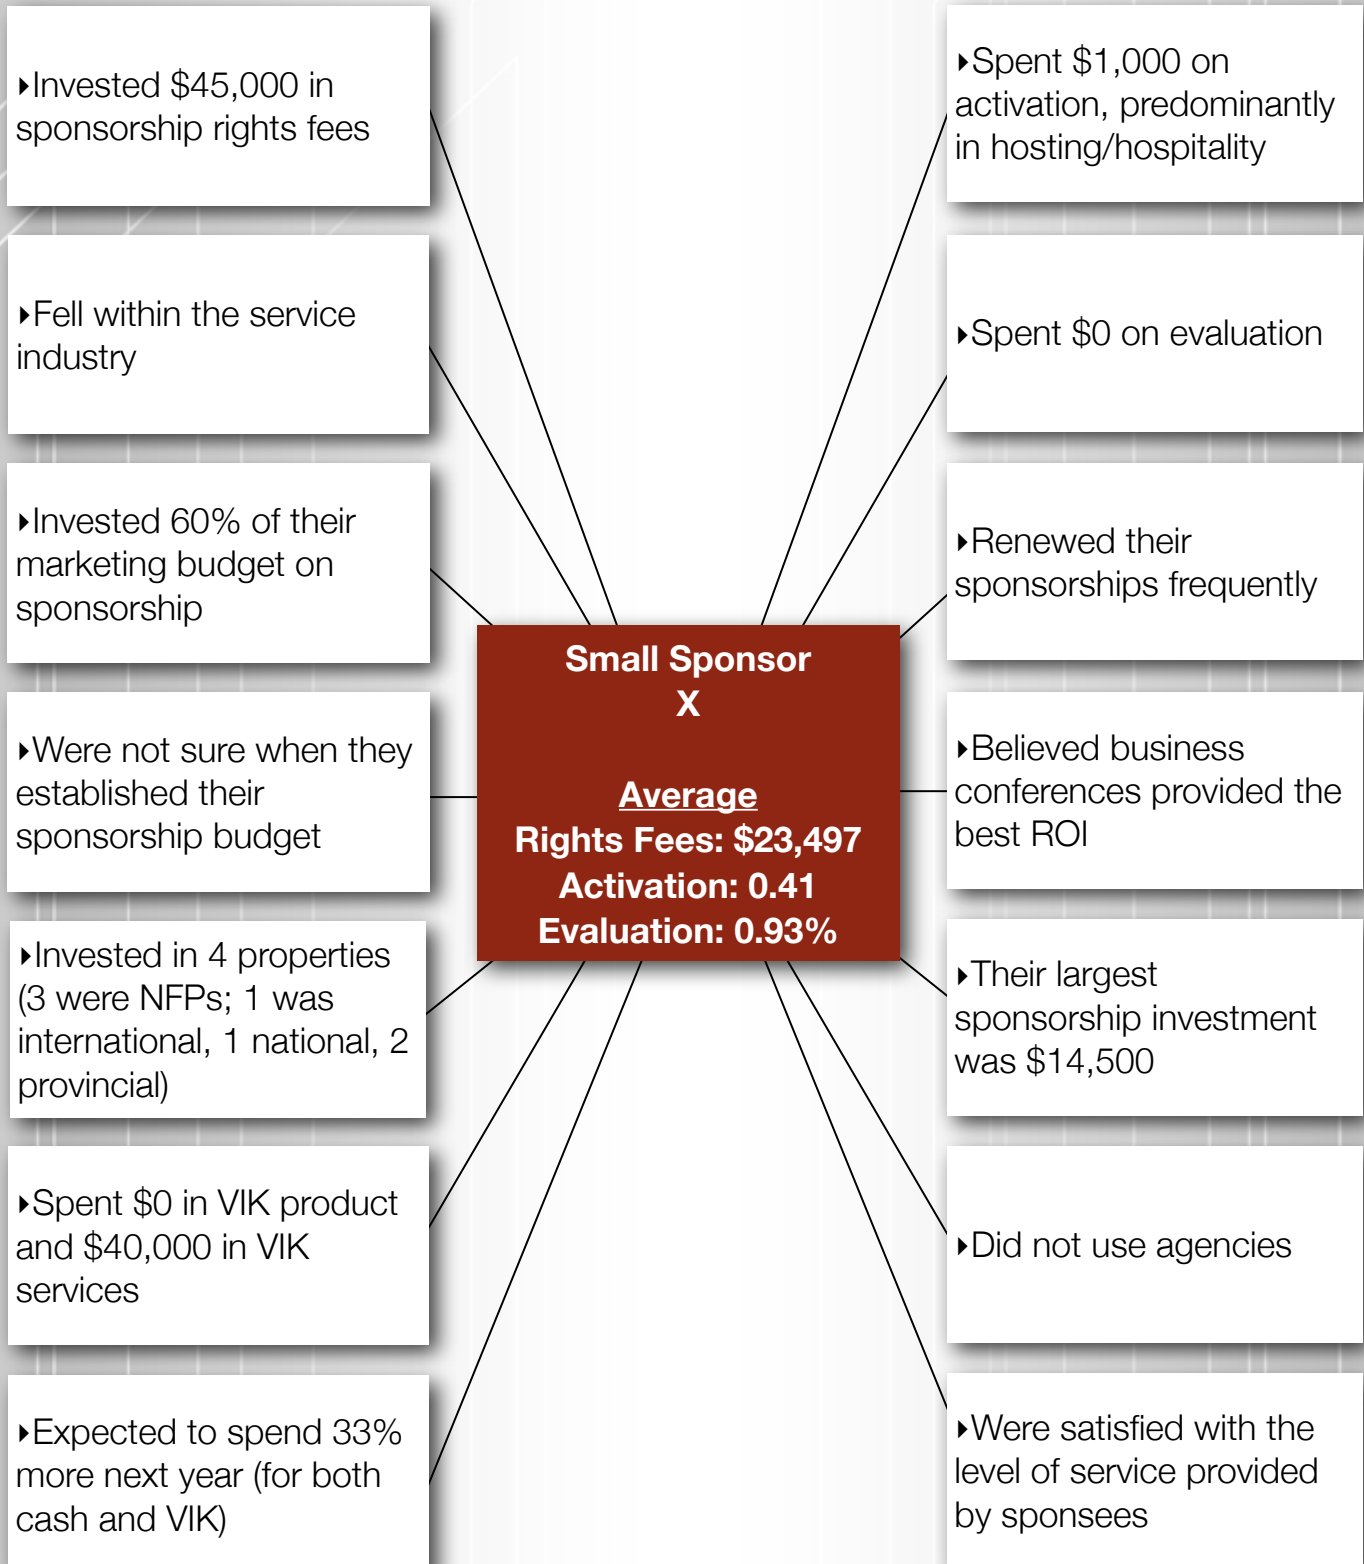 ▸Invested $45,000 in
sponsorship rights fees
▸Fell within the service
industry
▸Invested 60% of their
marketing budget on
sponsorship
▸Were not sure when they
established their
sponsorship budget
▸Invested in 4 properties
(3 were NFPs; 1 was
international, 1 national, 2
provincial)
▸Spent $0 in VIK product
and $40,000 in VIK
services
▸Expected to spend 33%
more next year (for both
cash and VIK)
Small Sponsor
X
Average
Rights Fees: $23,497
Activation: 0.41
Evaluation: 0.93%
▸Spent $1,000 on
activation, predominantly
in hosting/hospitality
▸Spent $0 on evaluation
▸Renewed their
sponsorships frequently
▸Believed business
conferences provided the
best ROI
▸Their largest
sponsorship investment
was $14,500
▸Did not use agencies
▸Were satisfied with the
level of service provided
by sponsees